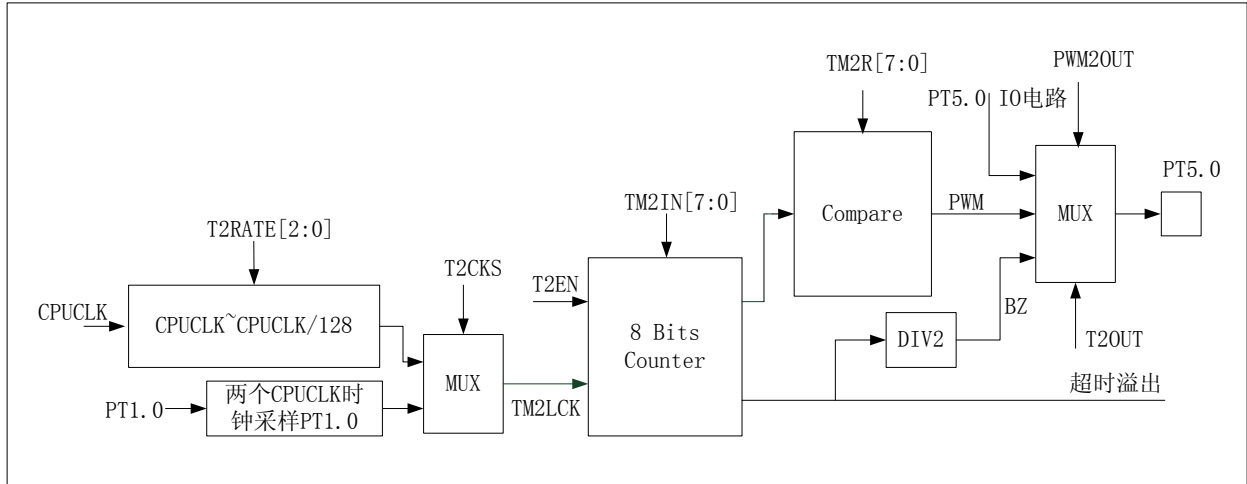 TM2R[7:0]
PWM2OUT
PT5.0 IO电路
PT5.0
TM2IN[7:0]
Compare
PWM
MUX
T2RATE[2:0]
T2CKS
T2EN
CPUCLK
CPUCLK~CPUCLK/128
8 Bits
Counter
BZ
DIV2
MUX
T2OUT
两个CPUCLK时
钟采样PT1.0
PT1.0
TM2LCK
超时溢出